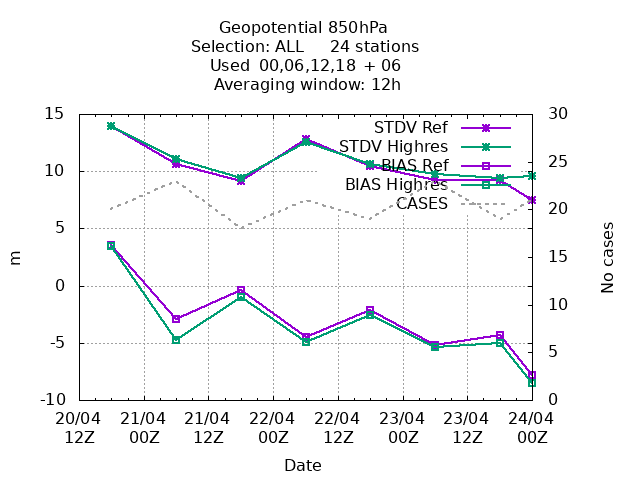 Geopotential 850hPa
Selection: ALL     24 stations
Used  00,06,12,18 + 06
Averaging window: 12h
15
10
5
0
-5
-10
m
30
25
20
15
10
5
0
No cases
STDV Ref
STDV Highres
BIAS Ref
BIAS Highres
CASES
20/04 21/04 21/04 22/04 22/04 23/04 23/04 24/04
12Z 00Z 12Z 00Z 12Z 00Z 12Z 00Z
Date